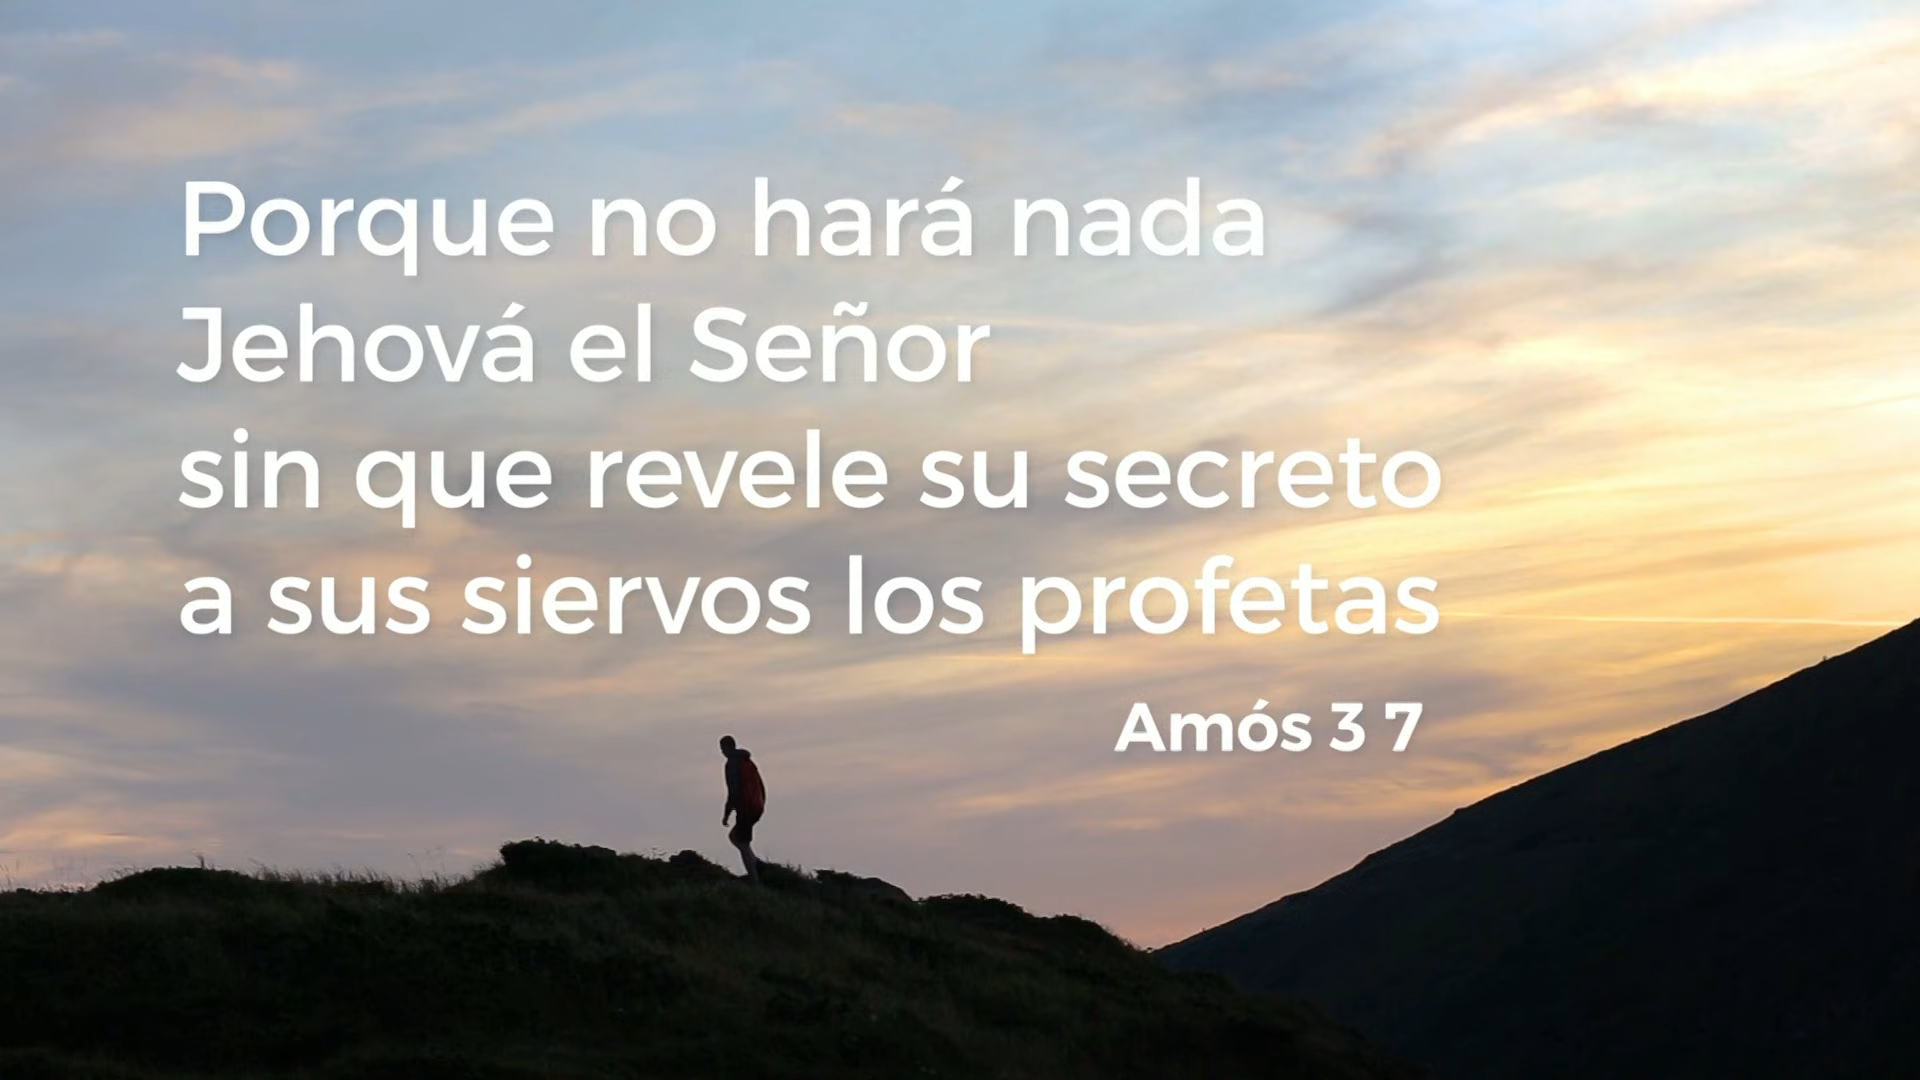 Porque no hará nada
Jehová el Señor
sin que revele su secreto
a sus siervos los profetas
Amós 3 7